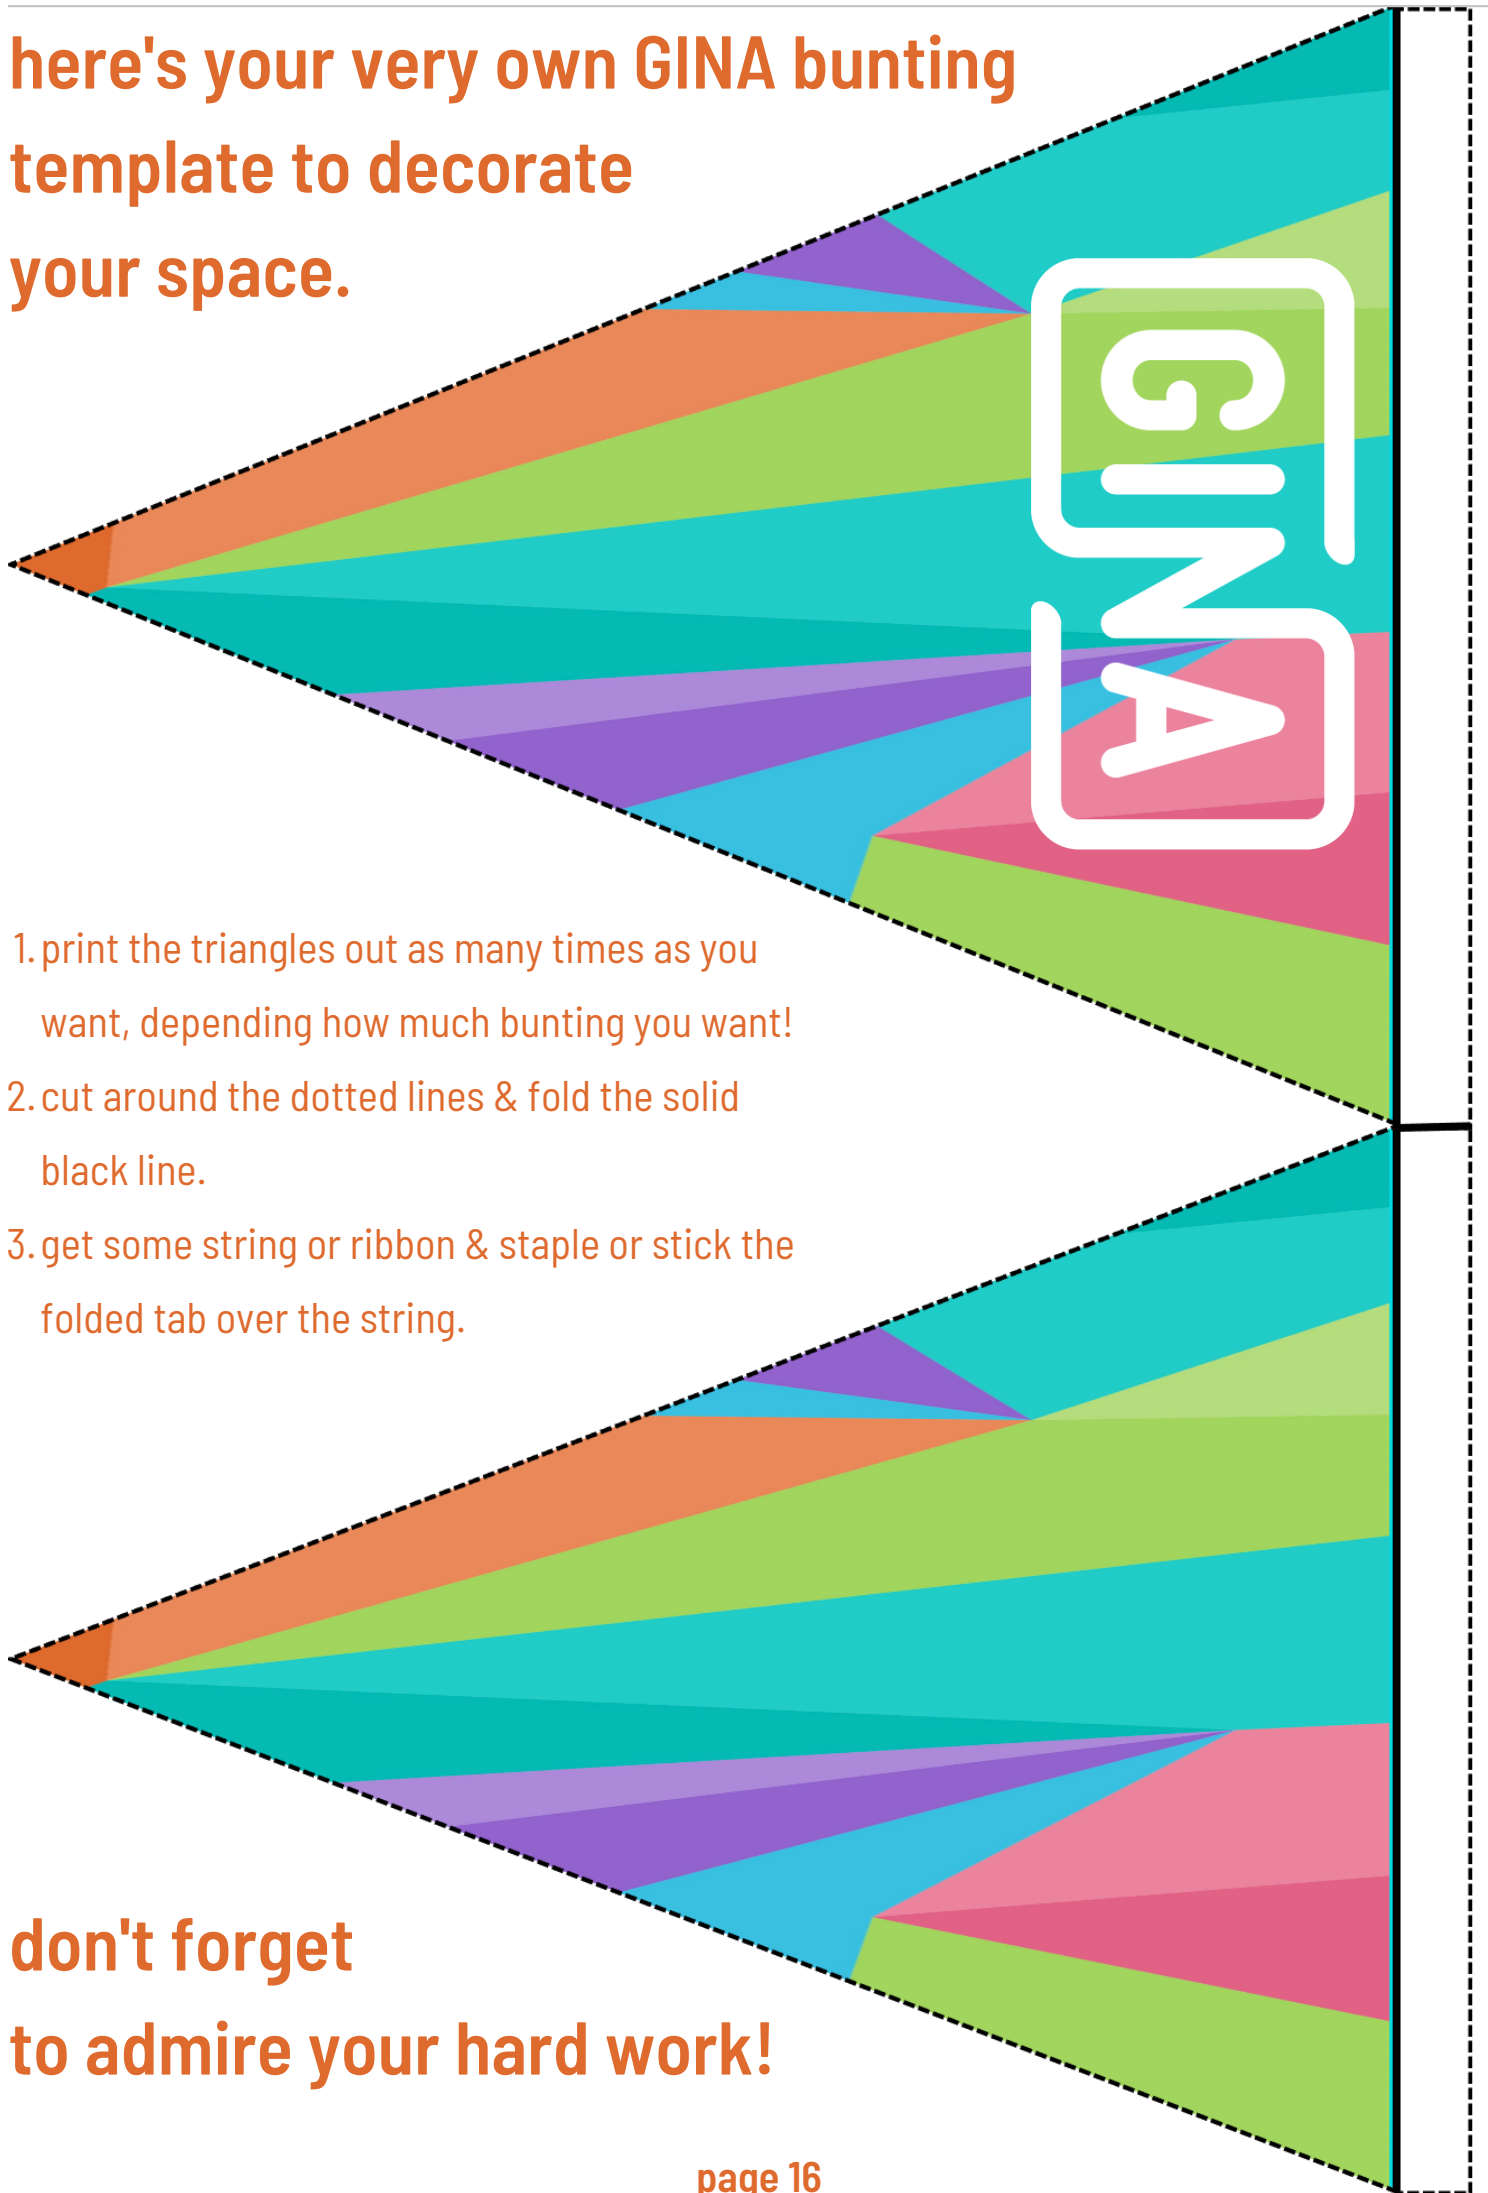 here's your very own GINA bunting
template to decorate
your space.
GINA
1. print the triangles out as many times as you
want, depending how much bunting you want!
2. cut around the dotted lines & fold the solid
black line.
3. get some string or ribbon & staple or stick the
folded tab over the string.
don't forget
to admire your hard work!
page 16